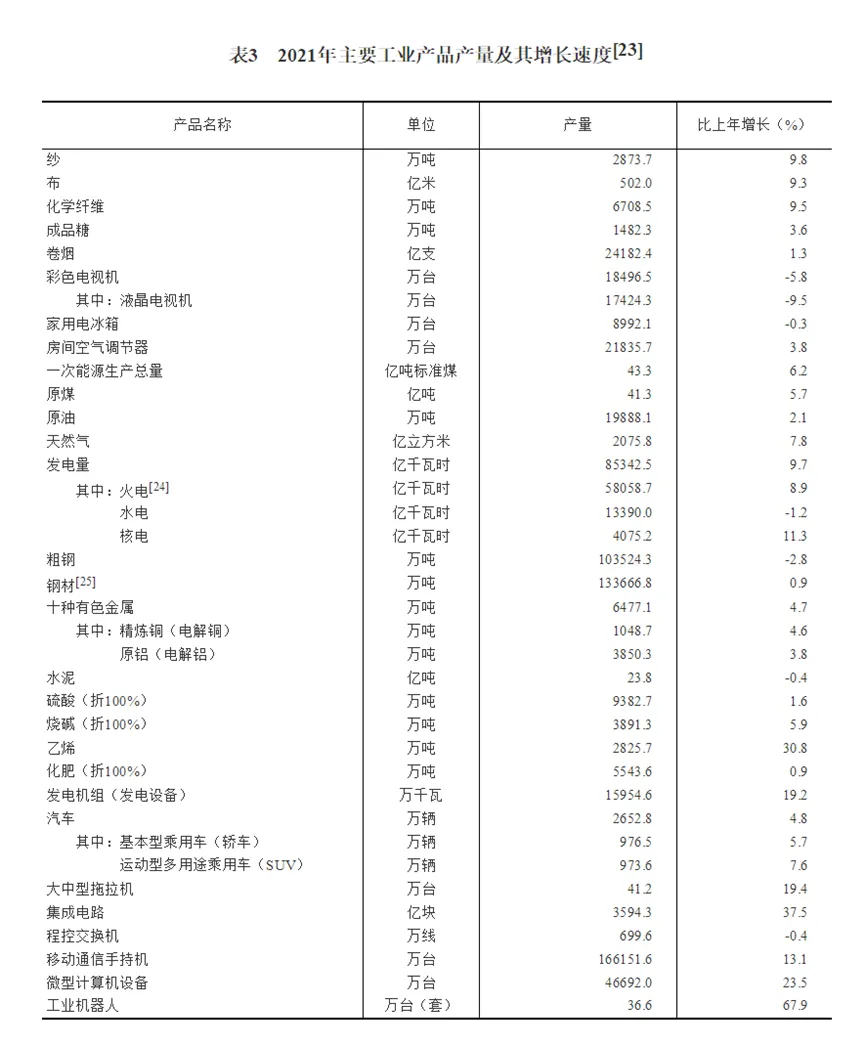 表3 2021年主要工业产品产量及其增长速度[23]
产品名称 单位 产量 比上年增长（%）
纱 万吨 2873.7 9.8
布 亿米 502.0 9.3
化学纤维 万吨 6708.5 9.5
成品糖 万吨 1482.3 3.6
卷烟 亿支 24182.4 1.3
彩色电视机 万台 18496.5 -5.8
其中：液晶电视机 万台 17424.3 -9.5
家用电冰箱 万台 8992.1 -0.3
房间空气调节器 万台 21835.7 3.8
一次能源生产总量 亿吨标准煤 43.3 6.2
原煤 亿吨 41.3 5.7
原油 万吨 19888.1 2.1
天然气 亿立方米 2075.8 7.8
发电量 亿千瓦时 85342.5 9.7
其中：火电[24] 亿千瓦时 58058.7 8.9
水电 亿千瓦时 13390.0 -1.2
核电 亿千瓦时 4075.2 11.3
粗钢 万吨 103524.3 -2.8
钢材[25] 万吨 133666.8 0.9
十种有色金属 万吨 6477.1 4.7
其中：精炼铜（电解铜） 万吨 1048.7 4.6
原铝（电解铝） 万吨 3850.3 3.8
水泥 亿吨 23.8 -0.4
硫酸（折100%） 万吨 9382.7 1.6
烧碱（折100%） 万吨 3891.3 5.9
乙烯 万吨 2825.7 30.8
化肥（折100%） 万吨 5543.6 0.9
发电机组（发电设备） 万千瓦 15954.6 19.2
汽车 万辆 2652.8 4.8
其中：基本型乘用车（轿车） 万辆 976.5 5.7
运动型多用途乘用车（SUV） 万辆 973.6 7.6
大中型拖拉机 万台 41.2 19.4
集成电路 亿块 3594.3 37.5
程控交换机 万线 699.6 -0.4
移动通信手持机 万台 166151.6 13.1
微型计算机设备 万台 46692.0 23.5
工业机器人 万台（套） 36.6 67.9